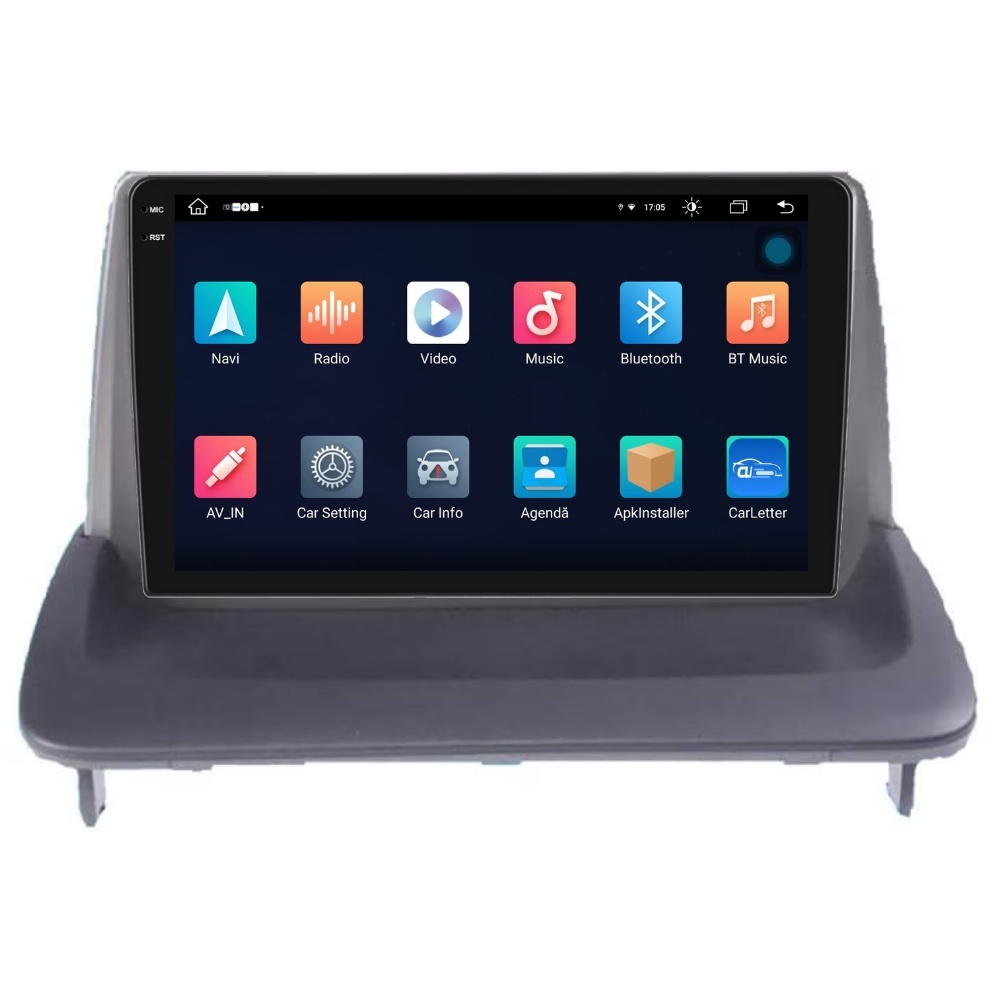 MIC
17:05
RST
Navi
Radio
Video
Music
Bluetooth
BT Music
AV_IN
Car Setting
Car Info
Agendă
ApkInstaller
CarLetter